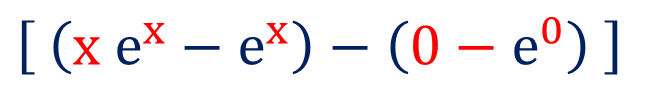 [ (x eˣ − eˣ) − (0 − e⁰) ]